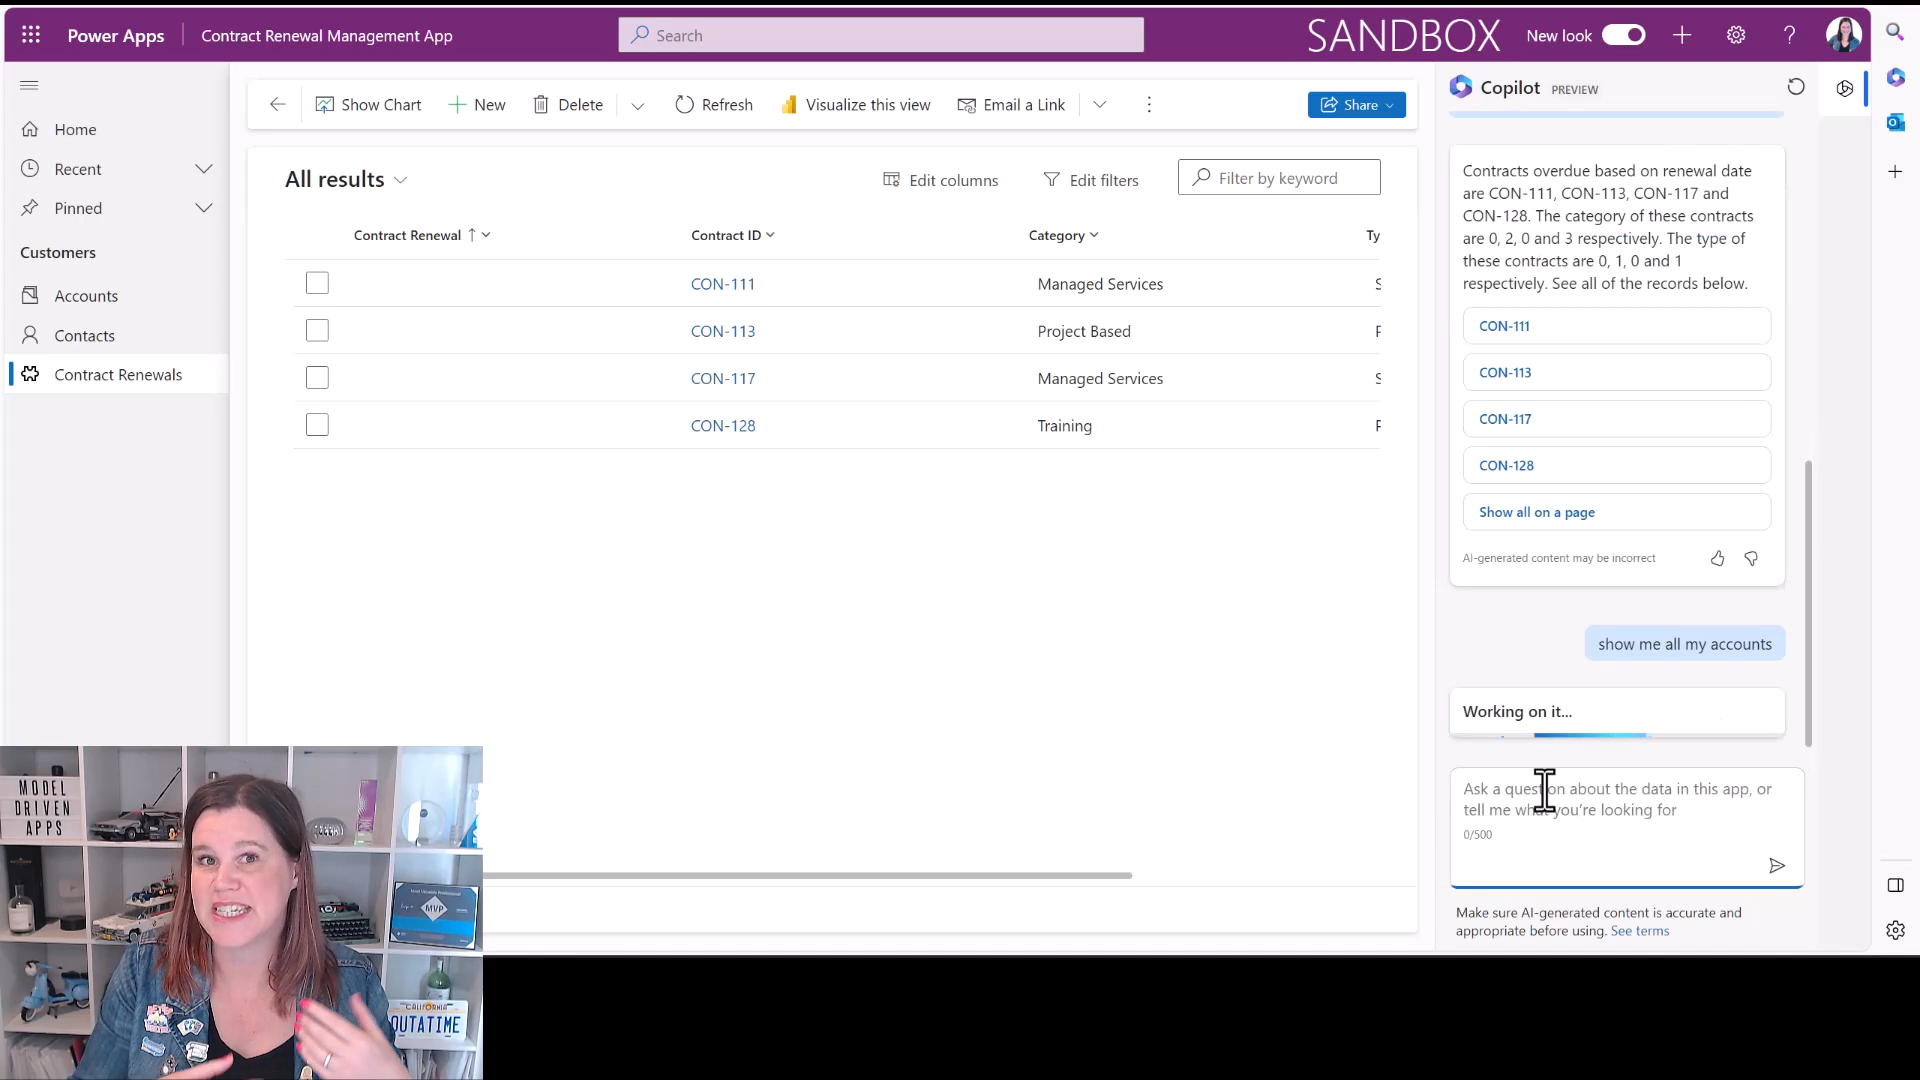 Power Apps
Contract Renewal Management App
Search
SANDBOX
New look
Home
Recent
Pinned
Customers
Accounts
Contacts
Contract Renewals
Show Chart
New
Delete
Refresh
Visualize this view
Email a Link
Share
All results
Edit columns
Edit filters
Filter by keyword
Contract Renewal
Contract ID
Category
Ty
CON-111
Managed Services
CON-113
Project Based
CON-117
Managed Services
CON-128
Training
Copilot PREVIEW
Contracts overdue based on renewal date
are CON-111, CON-113, CON-117 and
CON-128. The category of these contracts
are 0, 2, 0 and 3 respectively. The type of
these contracts are 0, 1, 0 and 1
respectively. See all of the records below.
CON-111
CON-113
CON-117
CON-128
Show all on a page
AI-generated content may be incorrect
show me all my accounts
Working on it...
Ask a question about the data in this app, or
tell me what you're looking for
0/500
Make sure AI-generated content is accurate and
appropriate before using. See terms
MODEL
DRIVEN
APPS
MVP
CALIFORNIA
OUTATIME